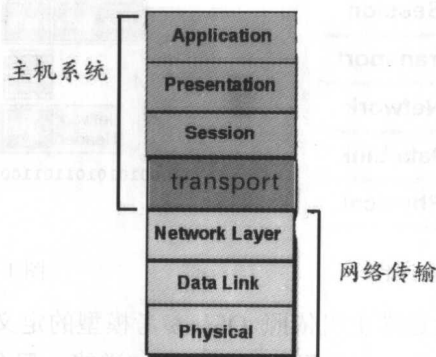 Application
主机系统
Presentation
Session
transport
Network Layer
网络传输
Data Link
Physical